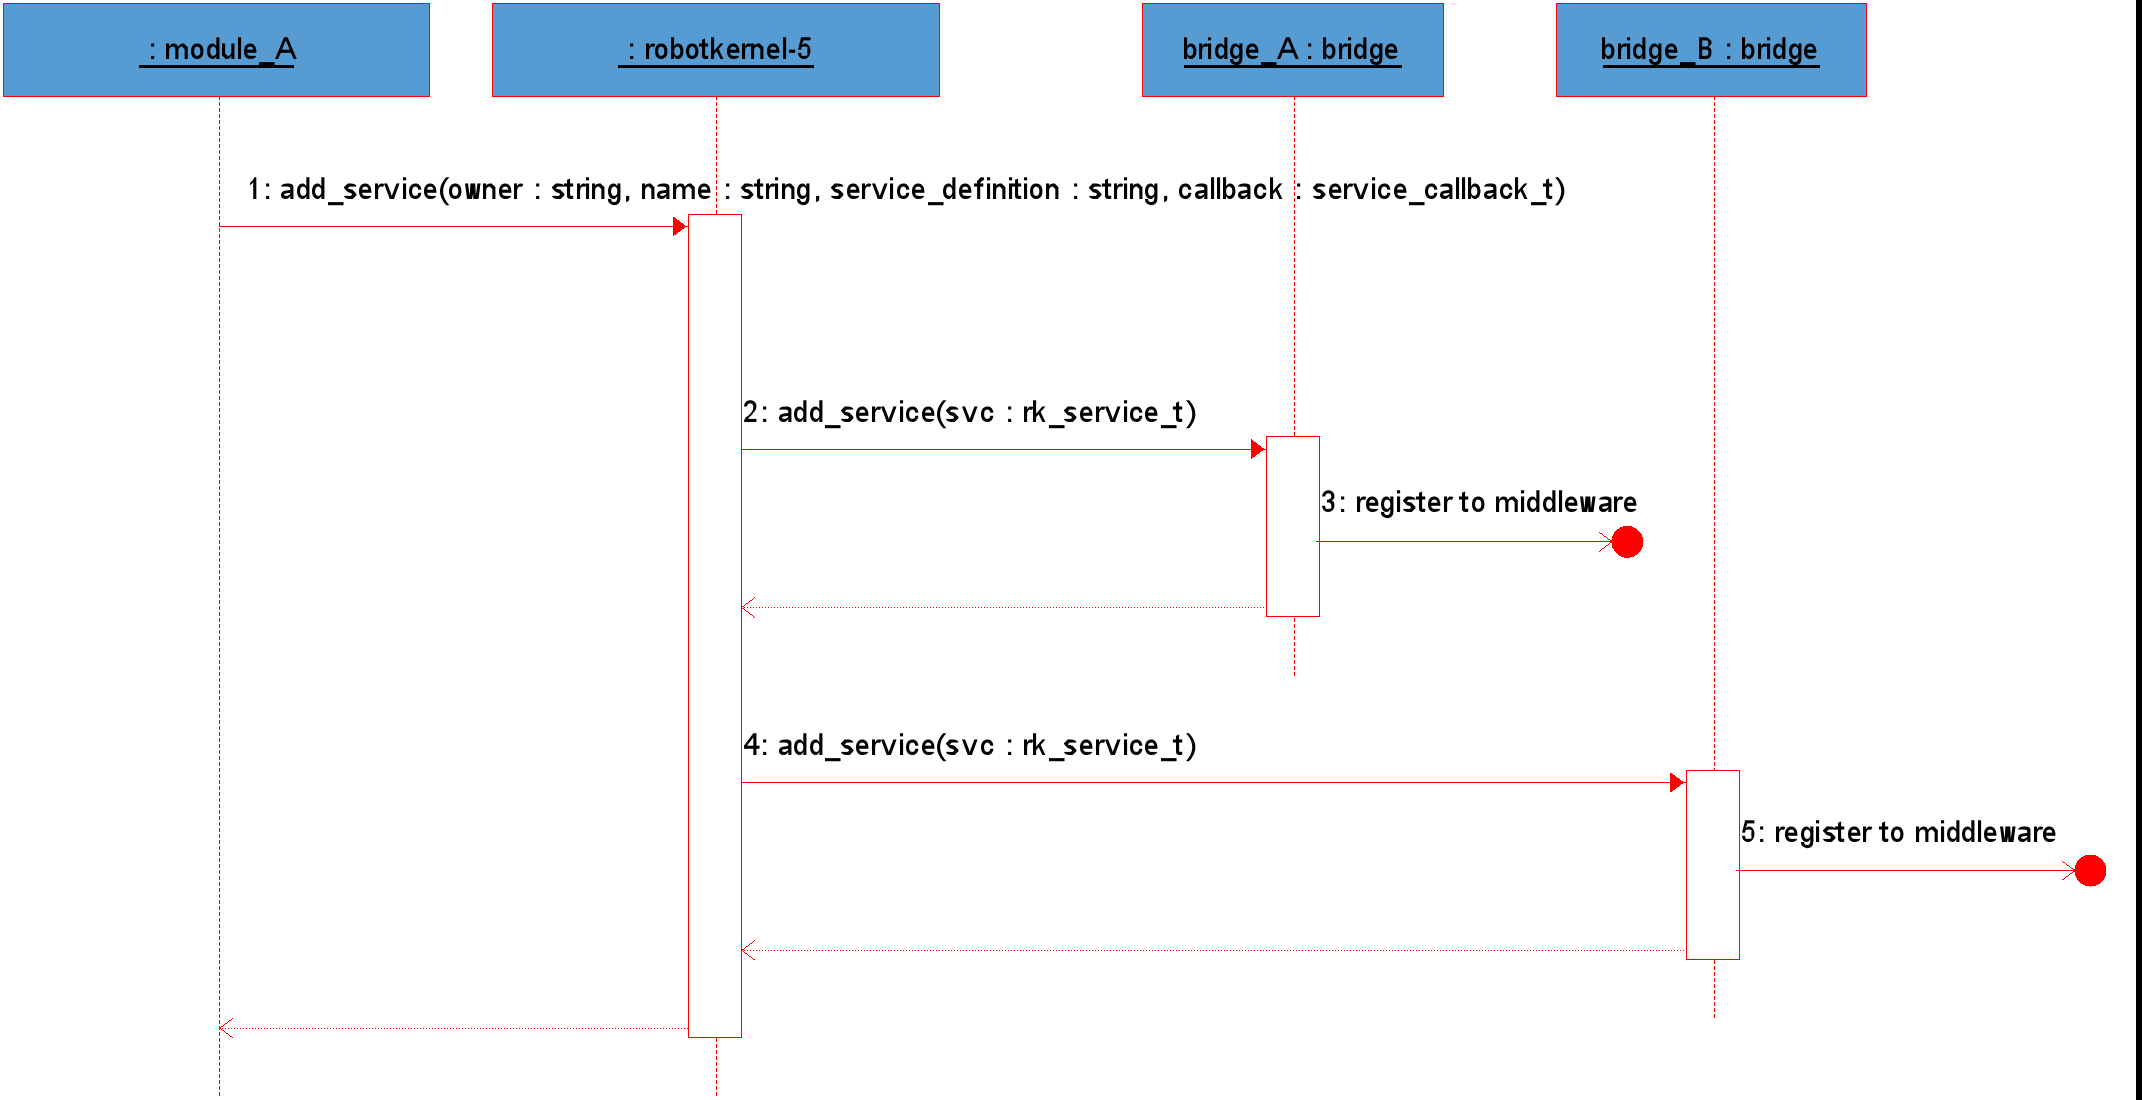 : module_A
: robotkernel-5
bridge_A : bridge
bridge_B : bridge
1: add_service(owner : string, name : string, service_definition : string, callback : service_callback_t)
2: add_service(svc : rk_service_t)
3: register to middleware
4: add_service(svc : rk_service_t)
5: register to middleware